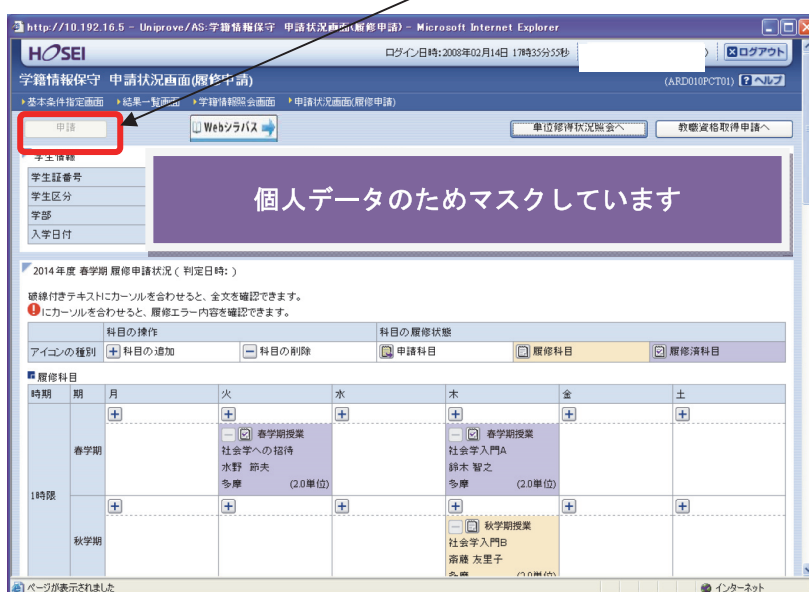 http://10.192.16.5 - Uniprove/AS:学籍情報保守 申請状況画面(履修申請) - Microsoft Internet Explorer
HOSEI
ログイン日時:2008年02月14日 17時35分55秒
)
ログアウト
学籍情報保守 申請状況画面(履修申請)
(ARD010PCT01) ? ヘルプ
基本条件指定画面 結果一覧画面 学籍情報照会画面 申請状況画面(履修申請)
申請 Webシラバス 単位修得状況照会へ 教職資格取得申請へ
学生情報
学生証番号
学生区分
学部
入学日付
個人データのためマスクしています
2014年度 春学期 履修申請状況 ( 判定日時: )
破線付きテキストにカーソルを合わせると、全文を確認できます。
にカーソルを合わせると、履修エラー内容を確認できます。
科目の操作 科目の履修状態
アイコンの種別 + 科目の追加 − 科目の削除 申請科目 履修科目 履修済科目
履修科目
時期 期 月 火 水 木 金 土
+ + + + + +
春学期授業 春学期授業
春学期 社会学への招待 社会学入門A
水野 節夫 鈴木 智之
多摩 (2.0単位) 多摩 (2.0単位)
1時限
+ + + + + +
秋学期授業
秋学期 社会学入門B
斎藤 友里子
多摩 (2.0単位)
ページが表示されました インターネット